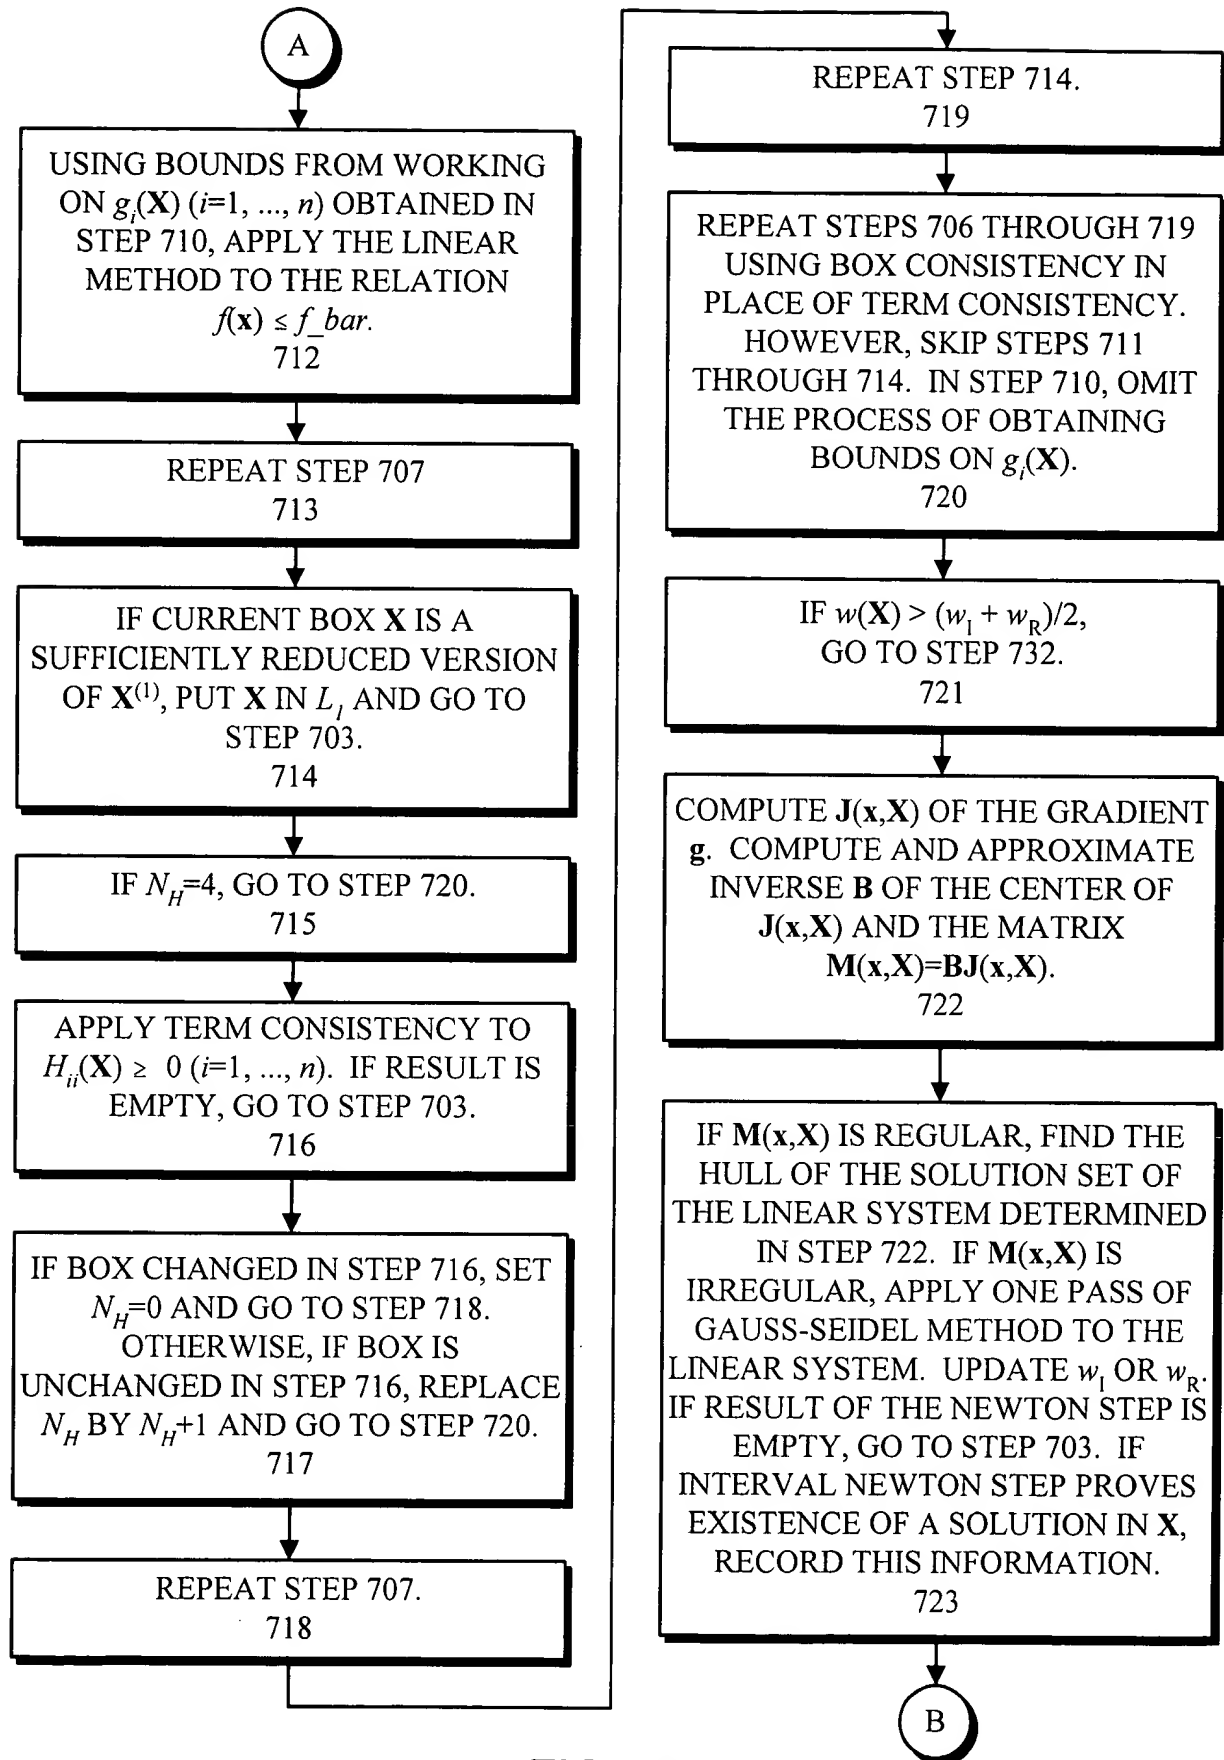 A
USING BOUNDS FROM WORKING
ON gᵢ(X) (i=1, ..., n) OBTAINED IN
STEP 710, APPLY THE LINEAR
METHOD TO THE RELATION
f(x) ≤ f_bar.
712
REPEAT STEP 707
713
IF CURRENT BOX X IS A
SUFFICIENTLY REDUCED VERSION
OF X⁽¹⁾, PUT X IN L₁ AND GO TO
STEP 703.
714
IF N_H=4, GO TO STEP 720.
715
APPLY TERM CONSISTENCY TO
H_ii(X) ≥ 0 (i=1, ..., n). IF RESULT IS
EMPTY, GO TO STEP 703.
716
IF BOX CHANGED IN STEP 716, SET
N_H=0 AND GO TO STEP 718.
OTHERWISE, IF BOX IS
UNCHANGED IN STEP 716, REPLACE
N_H BY N_H+1 AND GO TO STEP 720.
717
REPEAT STEP 707.
718
REPEAT STEP 714.
719
REPEAT STEPS 706 THROUGH 719
USING BOX CONSISTENCY IN
PLACE OF TERM CONSISTENCY.
HOWEVER, SKIP STEPS 711
THROUGH 714. IN STEP 710, OMIT
THE PROCESS OF OBTAINING
BOUNDS ON gᵢ(X).
720
IF w(X) > (w_I + w_R)/2,
GO TO STEP 732.
721
COMPUTE J(x,X) OF THE GRADIENT
g. COMPUTE AND APPROXIMATE
INVERSE B OF THE CENTER OF
J(x,X) AND THE MATRIX
M(x,X)=BJ(x,X).
722
IF M(x,X) IS REGULAR, FIND THE
HULL OF THE SOLUTION SET OF
THE LINEAR SYSTEM DETERMINED
IN STEP 722. IF M(x,X) IS
IRREGULAR, APPLY ONE PASS OF
GAUSS-SEIDEL METHOD TO THE
LINEAR SYSTEM. UPDATE w_I OR w_R.
IF RESULT OF THE NEWTON STEP IS
EMPTY, GO TO STEP 703. IF
INTERVAL NEWTON STEP PROVES
EXISTENCE OF A SOLUTION IN X,
RECORD THIS INFORMATION.
723
B